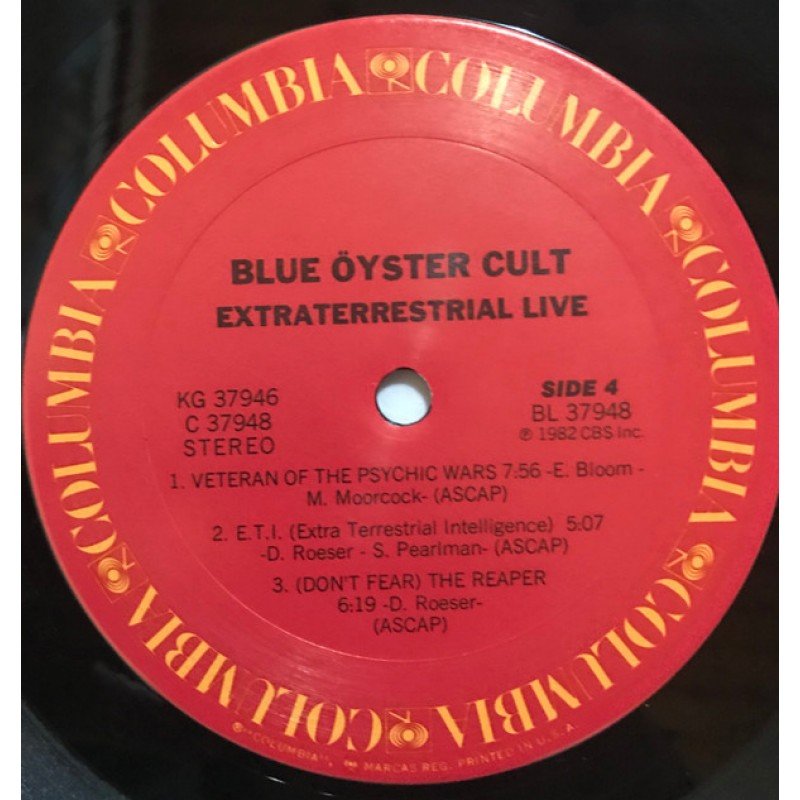 COLUMBIA COLUMBIA COLUMBIA COLUMBIA COLUMBIA COLUMBIA
BLUE ÖYSTER CULT
EXTRATERRESTRIAL LIVE
KG 37946
C 37948
STEREO
SIDE 4
BL 37948
℗ 1982 CBS Inc.
1. VETERAN OF THE PSYCHIC WARS 7:56 -E. Bloom -
M. Moorcock- (ASCAP)
2. E.T.I. (Extra Terrestrial Intelligence) 5:07
-D. Roeser - S. Pearlman- (ASCAP)
3. (DON'T FEAR) THE REAPER
6:19 -D. Roeser-
(ASCAP)
"COLUMBIA", MARCAS REG. PRINTED IN U.S.A.